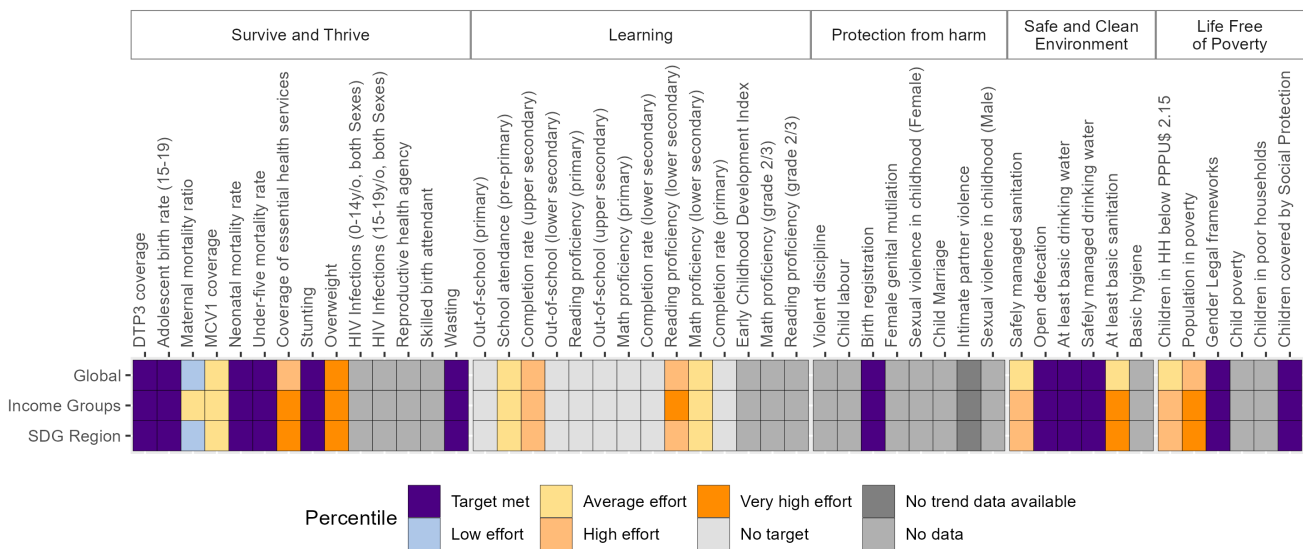 Survive and Thrive
Learning
Protection from harm
Safe and Clean
Environment
Life Free
of Poverty
DTP3 coverage
Adolescent birth rate (15-19)
Maternal mortality ratio
MCV1 coverage
Neonatal mortality rate
Under-five mortality rate
Coverage of essential health services
Stunting
Overweight
HIV Infections (0-14y/o, both Sexes)
HIV Infections (15-19y/o, both Sexes)
Reproductive health agency
Skilled birth attendant
Wasting
Out-of-school (primary)
School atendance (pre-primary)
Completion rate (upper secondary)
Out-of-school (lower secondary)
Reading proficiency (primary)
Out-of-school (upper secondary)
Math proficiency (primary)
Completion rate (lower secondary)
Reading proficiency (lower secondary)
Math proficiency (lower secondary)
Completion rate (primary)
Early Childhood Development Index
Math proficiency (grade 2/3)
Reading proficiency (grade 2/3)
Violent discipline
Child labour
Birth registration
Female genital mutilation
Sexual violence in childhood (Female)
Child Marriage
Intimate partner violence
Sexual violence in childhood (Male)
Safely managed sanitation
Open defecation
At least basic drinking water
Safely managed drinking water
At least basic sanitation
Basic hygiene
Children in HH below PPPU$ 2.15
Population in poverty
Gender Legal frameworks
Child poverty
Children in poor households
Children covered by Social Protection
Global
Income Groups
SDG Region
Percentile
Target met
Low effort
Average effort
High effort
Very high effort
No target
No trend data available
No data